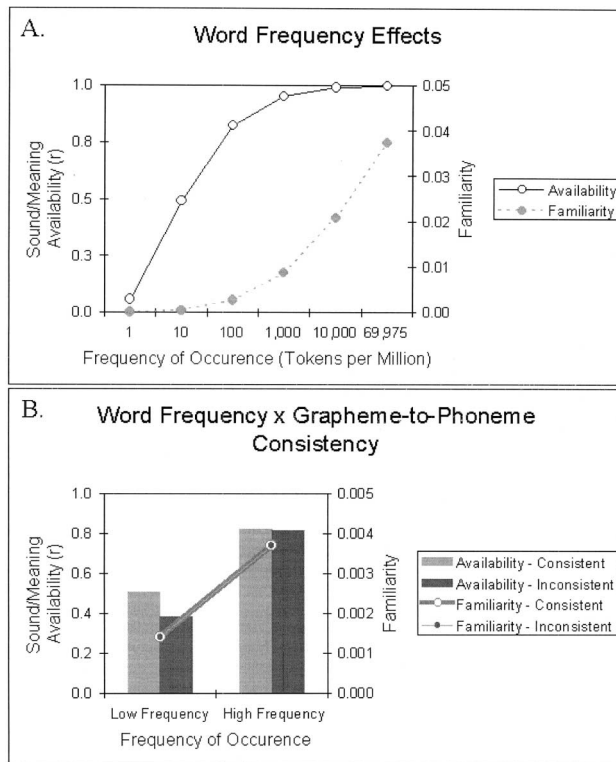 A.
Word Frequency Effects
1.0
0.8
0.5
0.3
0.0
Sound/Meaning
Availability (r)
0.05
0.04
0.03
0.02
0.01
0.00
Familiarity
1
10
100
1,000
10,000
69,975
Frequency of Occurence (Tokens per Million)
Availability
Familiarity
B.
Word Frequency x Grapheme-to-Phoneme
Consistency
1.0
0.8
0.6
0.4
0.2
0.0
Sound/Meaning
Availability (r)
0.005
0.004
0.003
0.002
0.001
0.000
Familiarity
Low Frequency
High Frequency
Frequency of Occurence
Availability - Consistent
Availability - Inconsistent
Familiarity - Consistent
Familiarity - Inconsistent